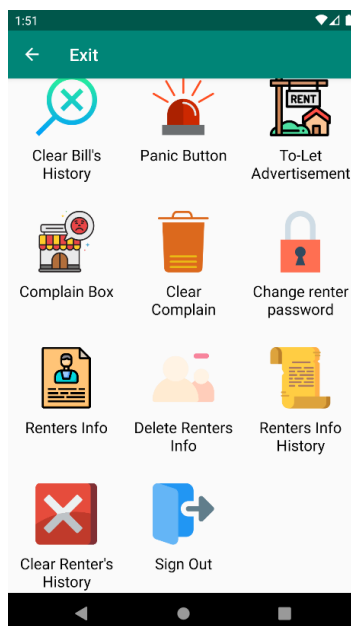 1:51
Exit
RENT
Clear Bill's
History
Panic Button
To-Let
Advertisement
Complain Box
Clear
Complain
Change renter
password
Renters Info
Delete Renters
Info
Renters Info
History
Clear Renter's
History
Sign Out